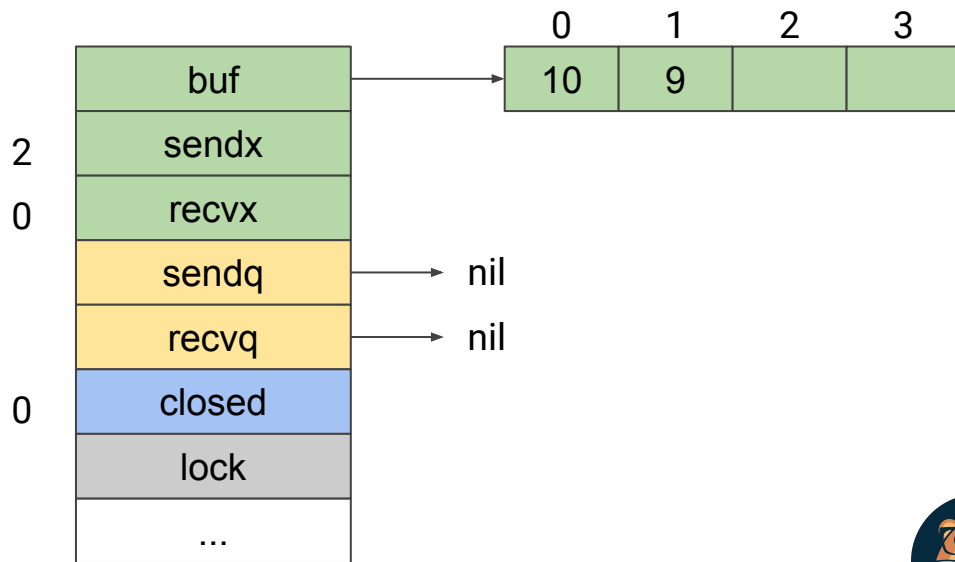 0 1 2 3
buf 10 9
2 sendx
0 recvx
sendq nil
recvq nil
0 closed
lock
...